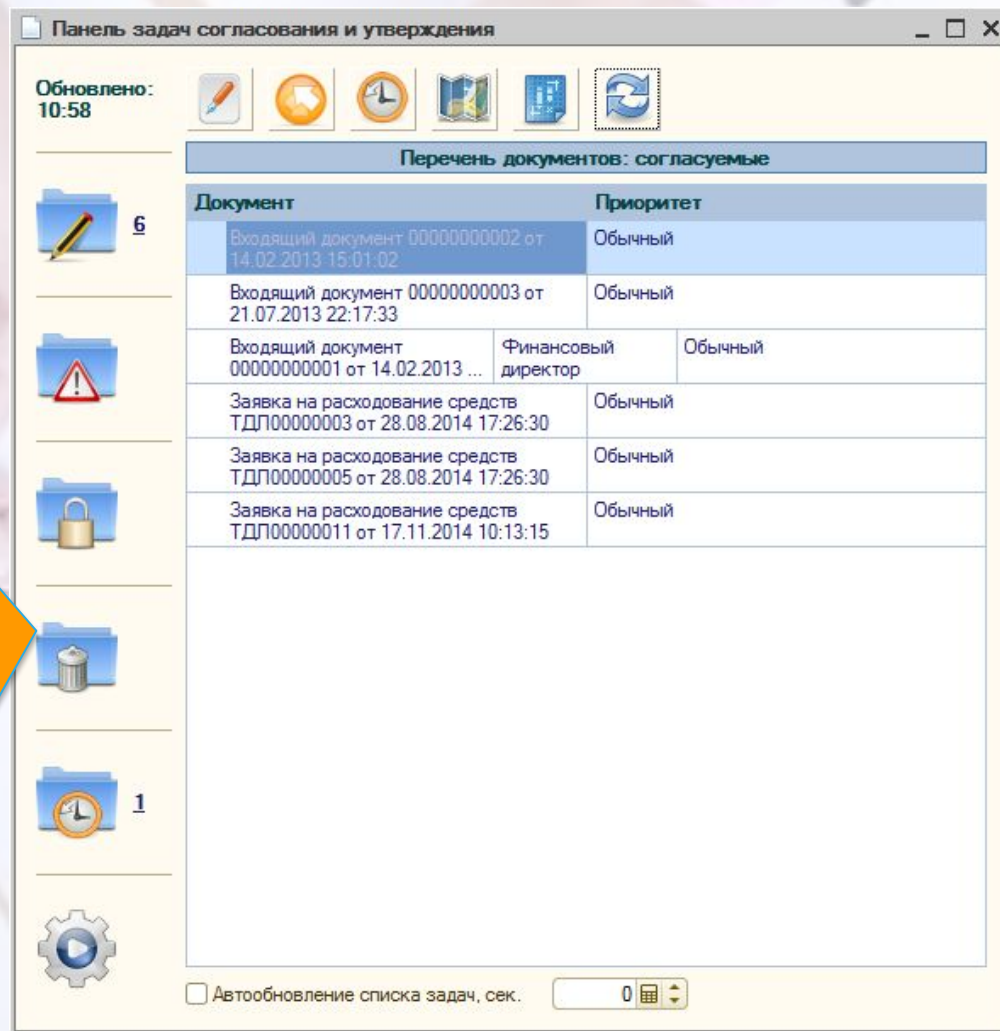 Панель задач согласования и утверждения
Обновлено:
10:58
Перечень документов: согласуемые
Документ Приоритет
6
Входящий документ 00000000002 от
14.02.2013 15:01:02
Обычный
Входящий документ 00000000003 от
21.07.2013 22:17:33
Обычный
Входящий документ
00000000001 от 14.02.2013 ...
Финансовый
директор
Обычный
Заявка на расходование средств
ТДП00000003 от 28.08.2014 17:26:30
Обычный
Заявка на расходование средств
ТДП00000005 от 28.08.2014 17:26:30
Обычный
Заявка на расходование средств
ТДП00000011 от 17.11.2014 10:13:15
Обычный
1
Автообновление списка задач, сек. 0